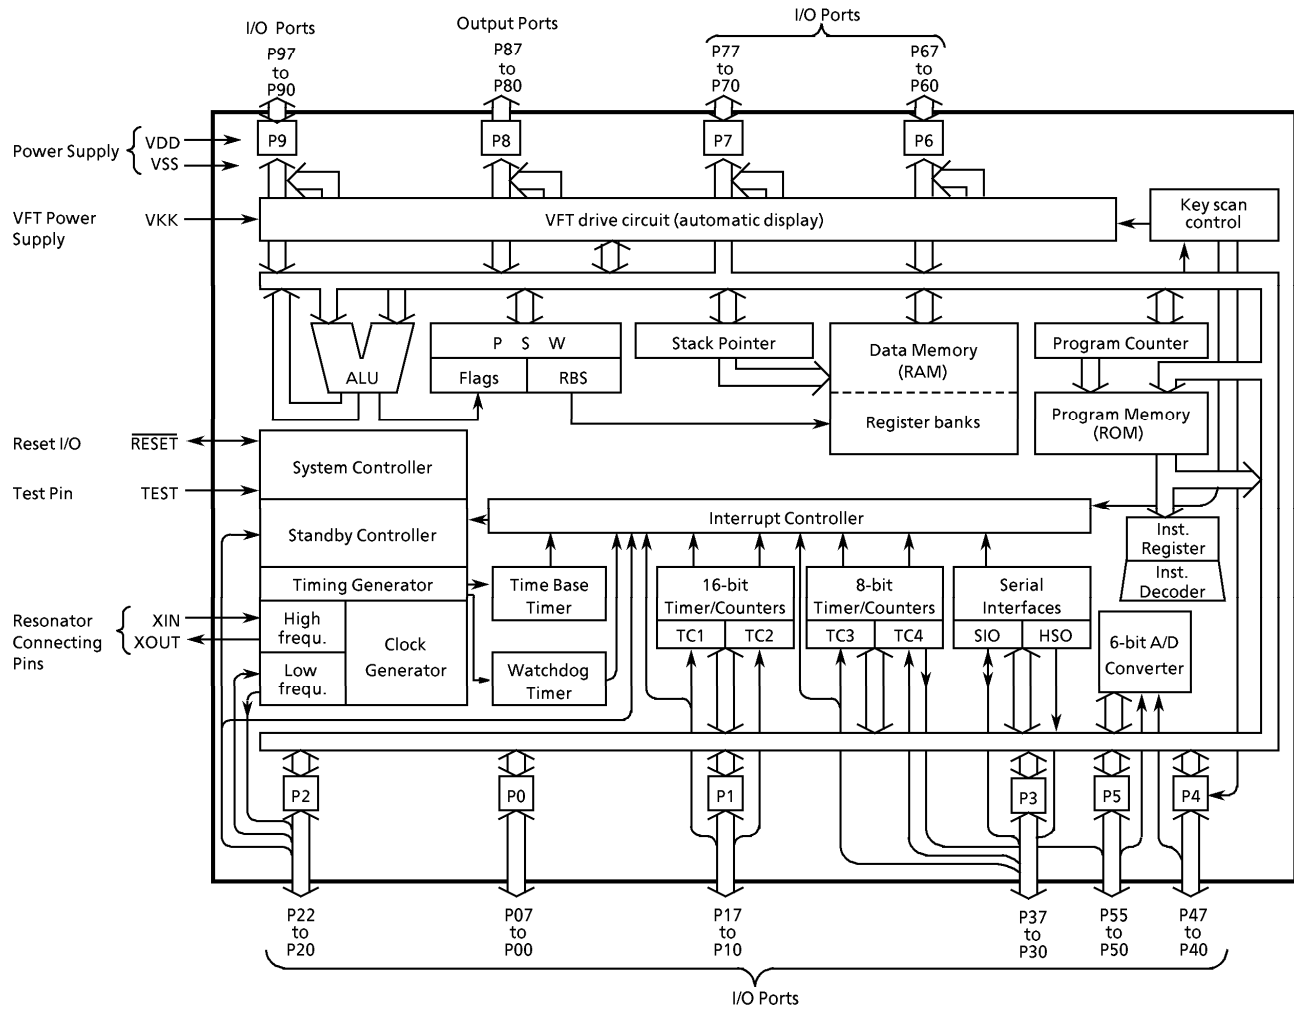 I/O Ports
Output Ports
I/O Ports
P97
to
P90
P87
to
P80
P77
to
P70
P67
to
P60
Power Supply
VDD
VSS
P9
P8
P7
P6
VFT Power
Supply
VKK
VFT drive circuit (automatic display)
Key scan
control
ALU
P S W
Flags
RBS
Stack Pointer
Data Memory
(RAM)
Register banks
Program Counter
Program Memory
(ROM)
Reset I/O
RESET
Test Pin
TEST
System Controller
Standby Controller
Interrupt Controller
Inst.
Register
Inst.
Decoder
Timing Generator
Time Base
Timer
16-bit
Timer/Counters
TC1
TC2
8-bit
Timer/Counters
TC3
TC4
Serial
Interfaces
SIO
HSO
6-bit A/D
Converter
Resonator
Connecting
Pins
XIN
XOUT
High
frequ.
Low
frequ.
Clock
Generator
Watchdog
Timer
P2
P0
P1
P3
P5
P4
P22
to
P20
P07
to
P00
P17
to
P10
P37
to
P30
P55
to
P50
P47
to
P40
I/O Ports